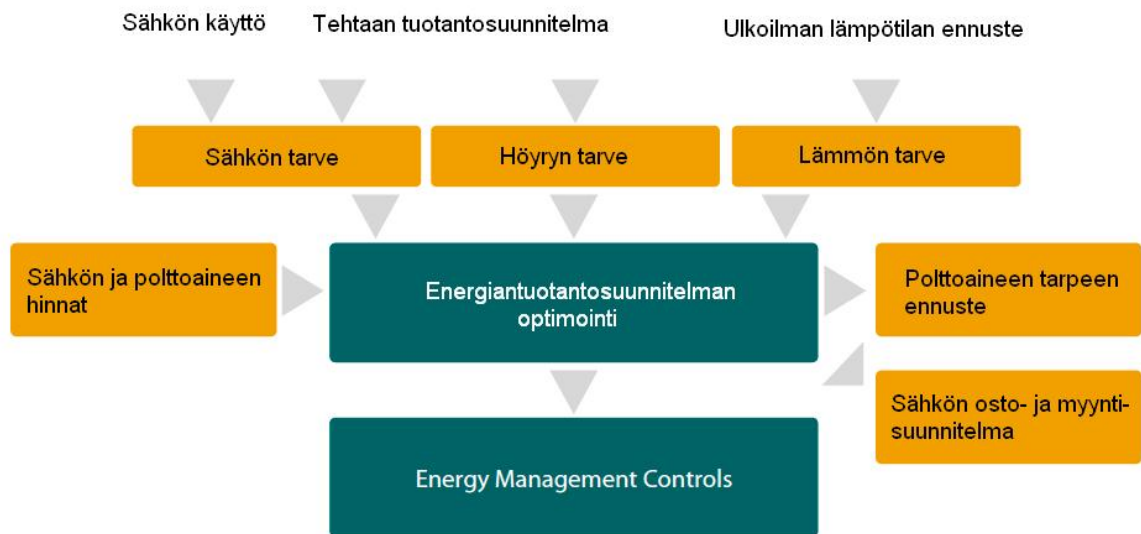 Sähkön käyttö
Tehtaan tuotantosuunnitelma
Ulkoilman lämpötilan ennuste
Sähkön tarve
Höyryn tarve
Lämmön tarve
Sähkön ja polttoaineen
hinnat
Energiantuotantosuunnitelman
optimointi
Polttoaineen tarpeen
ennuste
Sähkön osto- ja myynti-
suunnitelma
Energy Management Controls